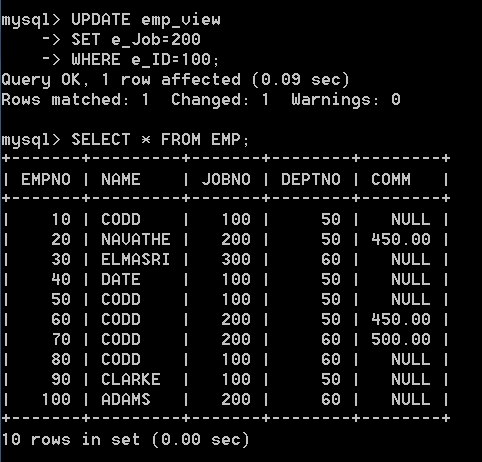 mysql> UPDATE emp_view
    -> SET e_Job=200
    -> WHERE e_ID=100;
Query OK, 1 row affected (0.09 sec)
Rows matched: 1  Changed: 1  Warnings: 0

mysql> SELECT * FROM EMP;
+-------+---------+-------+--------+--------+
| EMPNO | NAME    | JOBNO | DEPTNO | COMM   |
+-------+---------+-------+--------+--------+
|    10 | CODD    |   100 |     50 |   NULL |
|    20 | NAVATHE |   200 |     50 | 450.00 |
|    30 | ELMASRI |   300 |     60 |   NULL |
|    40 | DATE    |   100 |     50 |   NULL |
|    50 | CODD    |   100 |     50 |   NULL |
|    60 | CODD    |   200 |     50 | 450.00 |
|    70 | CODD    |   200 |     60 | 500.00 |
|    80 | CODD    |   100 |     60 |   NULL |
|    90 | CLARKE  |   100 |     50 |   NULL |
|   100 | ADAMS   |   200 |     60 |   NULL |
+-------+---------+-------+--------+--------+
10 rows in set (0.00 sec)